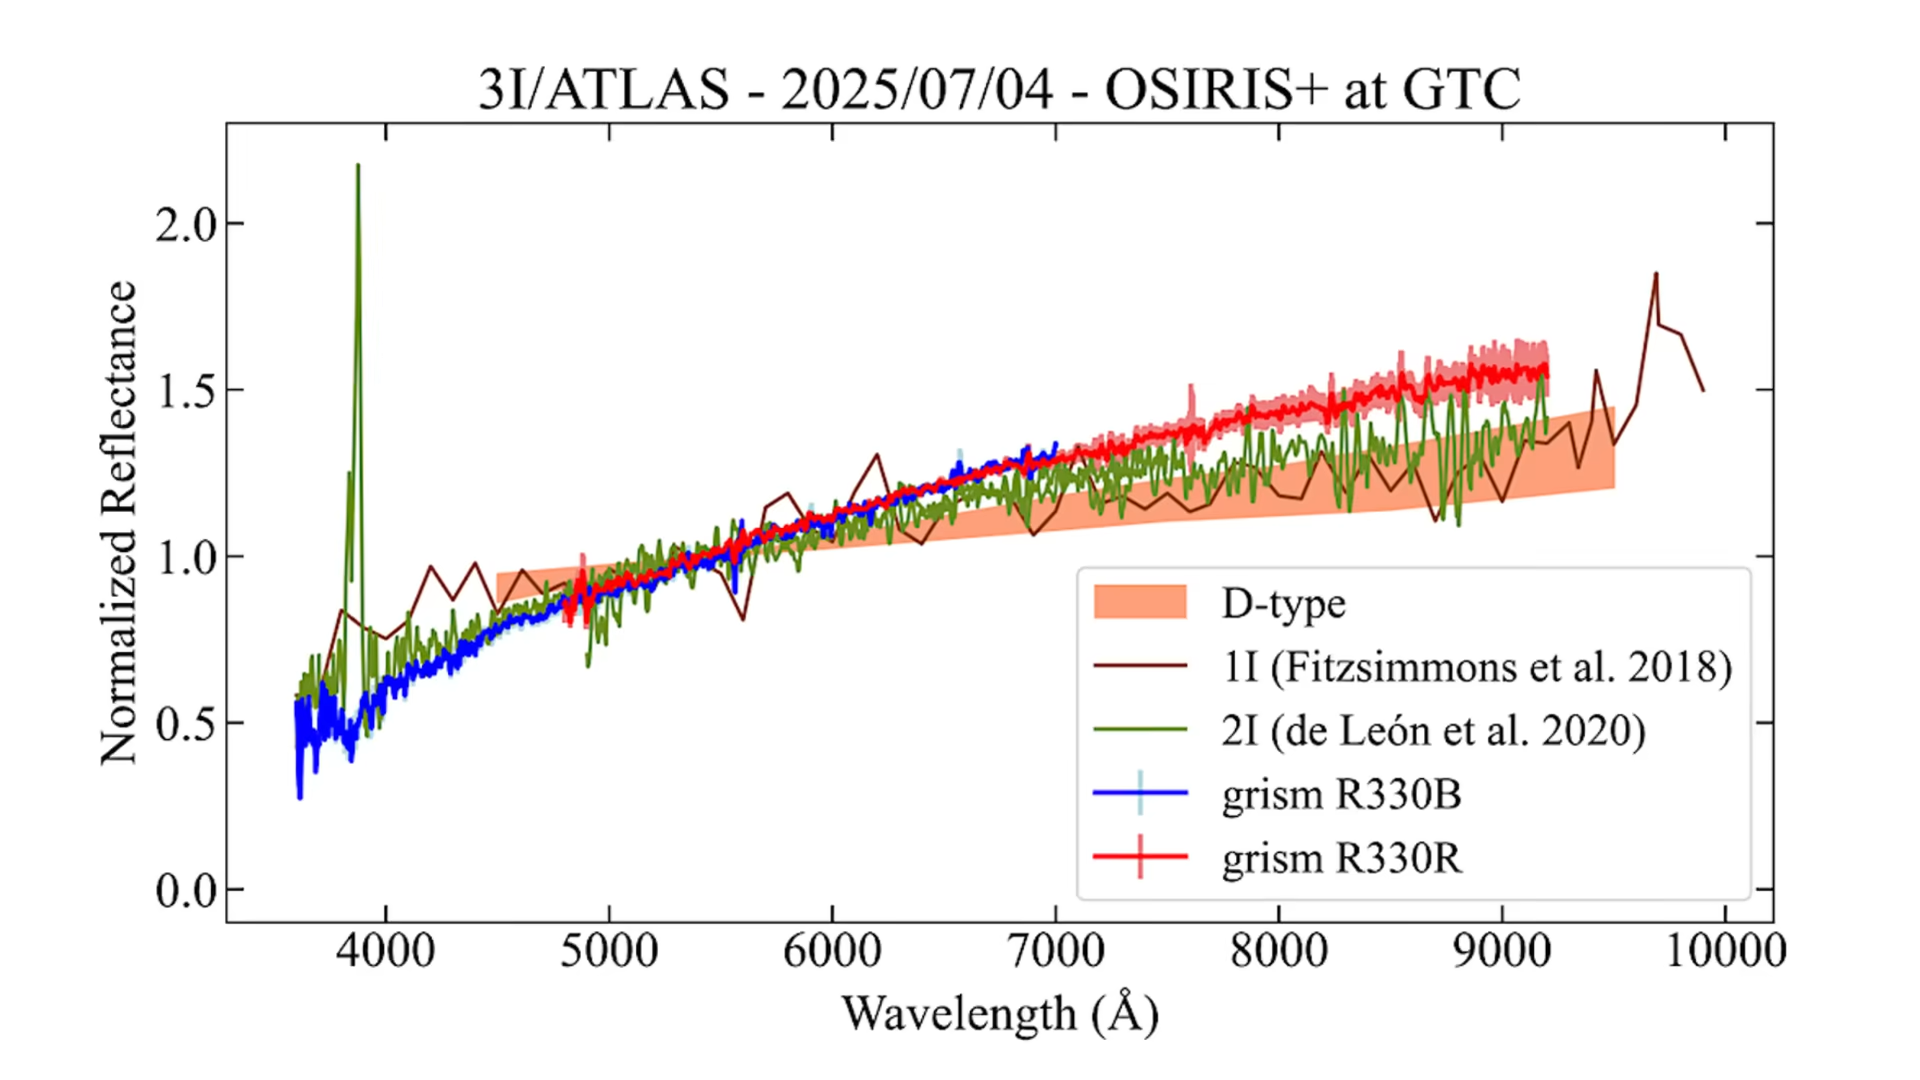 3I/ATLAS - 2025/07/04 - OSIRIS+ at GTC
Normalized Reflectance
2.0
1.5
1.0
0.5
0.0
D-type
1I (Fitzsimmons et al. 2018)
2I (de León et al. 2020)
grism R330B
grism R330R
4000 5000 6000 7000 8000 9000 10000
Wavelength (Å)